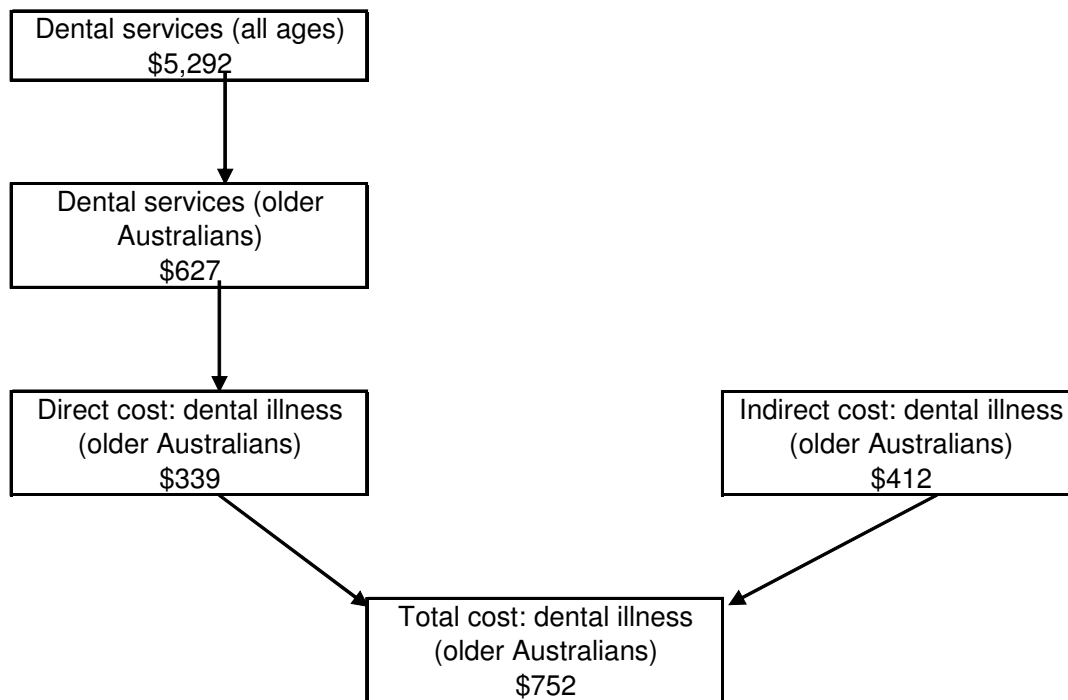 Dental services (all ages)
$5,292
Dental services (older
Australians)
$627
Direct cost: dental illness
(older Australians)
$339
Indirect cost: dental illness
(older Australians)
$412
Total cost: dental illness
(older Australians)
$752